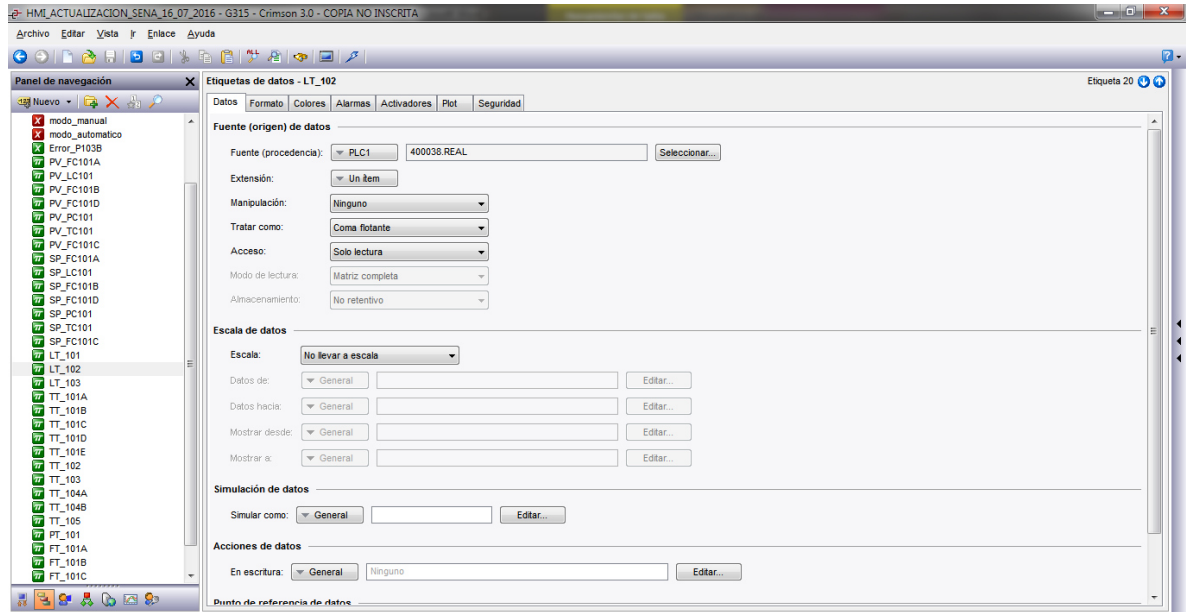 HMI_ACTUALIZACION_SENA_16_07_2016 - G315 - Crimson 3.0 - COPIA NO INSCRITA
Archivo Editar Vista Ir Enlace Ayuda
Panel de navegación
Nuevo
modo_manual
modo_automatico
Error_P103B
PV_FC101A
PV_LC101
PV_FC101B
PV_FC101D
PV_PC101
PV_TC101
PV_FC101C
SP_FC101A
SP_LC101
SP_FC101B
SP_FC101D
SP_PC101
SP_TC101
SP_FC101C
LT_101
LT_102
LT_103
TT_101A
TT_101B
TT_101C
TT_101D
TT_101E
TT_102
TT_103
TT_104A
TT_104B
TT_105
PT_101
FT_101A
FT_101B
FT_101C
Etiquetas de datos - LT_102 Etiqueta 20
Datos Formato Colores Alarmas Activadores Plot Seguridad
Fuente (origen) de datos
Fuente (procedencia): PLC1 400038.REAL Seleccionar...
Extensión: Un ítem
Manipulación: Ninguno
Tratar como: Coma flotante
Acceso: Solo lectura
Modo de lectura: Matriz completa
Almacenamiento: No retentivo
Escala de datos
Escala: No llevar a escala
Datos de: General Editar...
Datos hacia: General Editar...
Mostrar desde: General Editar...
Mostrar a: General Editar...
Simulación de datos
Simular como: General Editar...
Acciones de datos
En escritura: General Ninguno Editar...
Punto de referencia de datos